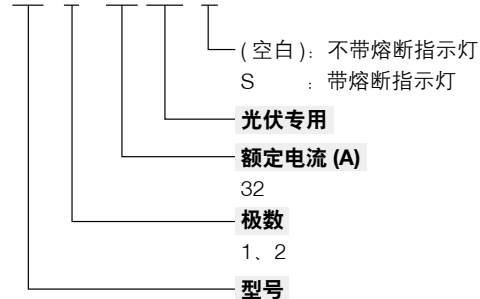 (空白)：不带熔断指示灯
S ：带熔断指示灯
光伏专用
额定电流 (A)
32
极数
1、2
型号